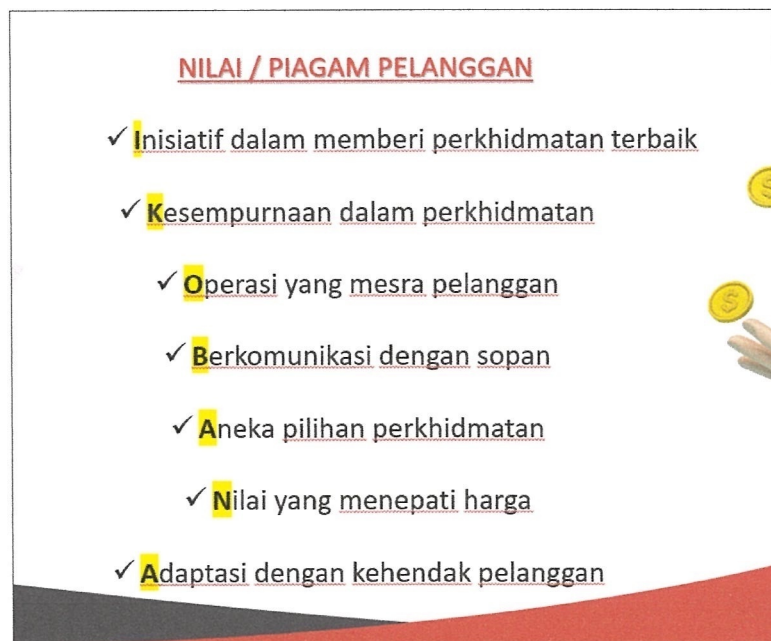 NILAI / PIAGAM PELANGGAN
✓ Inisiatif dalam memberi perkhidmatan terbaik
✓ Kesempurnaan dalam perkhidmatan
✓ Operasi yang mesra pelanggan
✓ Berkomunikasi dengan sopan
✓ Aneka pilihan perkhidmatan
✓ Nilai yang menepati harga
✓ Adaptasi dengan kehendak pelanggan